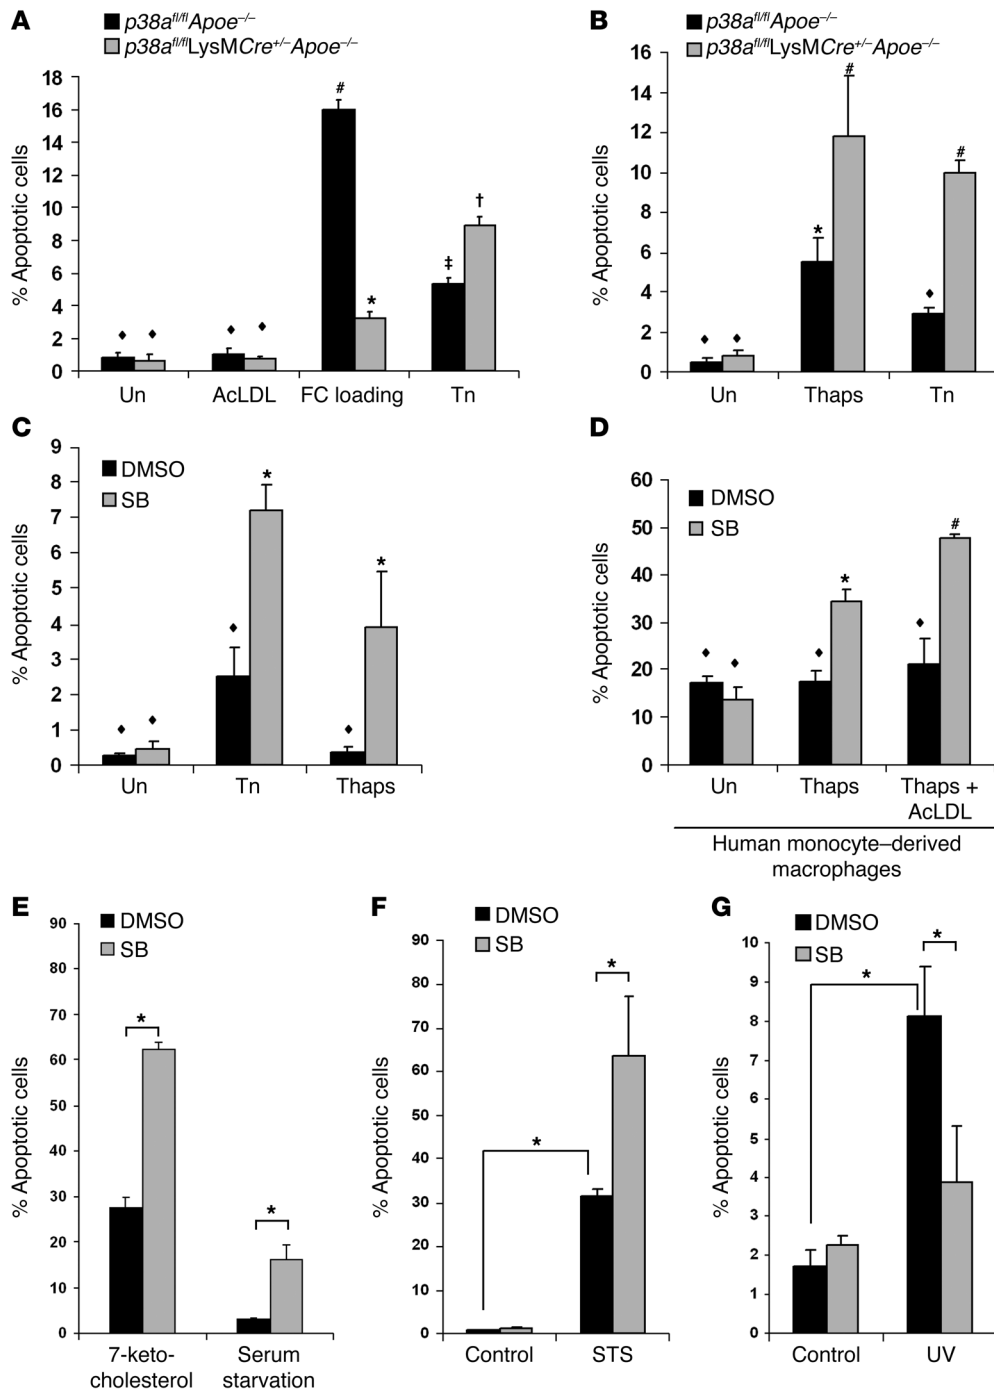 A
p38a^fl/fl Apoe^–/–
p38a^fl/fl LysMCre^+/– Apoe^–/–
% Apoptotic cells
18
16
14
12
10
8
6
4
2
0
♦ ♦ ♦ ♦ # * ‡ †
Un AcLDL FC loading Tn
B
p38a^fl/fl Apoe^–/–
p38a^fl/fl LysMCre^+/– Apoe^–/–
% Apoptotic cells
16
14
12
10
8
6
4
2
0
♦ ♦ * # ♦ #
Un Thaps Tn
C
DMSO
SB
% Apoptotic cells
9
8
7
6
5
4
3
2
1
0
♦ ♦ ♦ * ♦ *
Un Tn Thaps
D
DMSO
SB
% Apoptotic cells
60
50
40
30
20
10
0
♦ ♦ ♦ * ♦ #
Un Thaps Thaps +
AcLDL
Human monocyte–derived
macrophages
E
DMSO
SB
% Apoptotic cells
90
80
70
60
50
40
30
20
10
0
* *
7-keto-
cholesterol
Serum
starvation
F
DMSO
SB
% Apoptotic cells
90
80
70
60
50
40
30
20
10
0
* *
Control STS
G
DMSO
SB
% Apoptotic cells
10
9
8
7
6
5
4
3
2
1
0
* *
Control UV